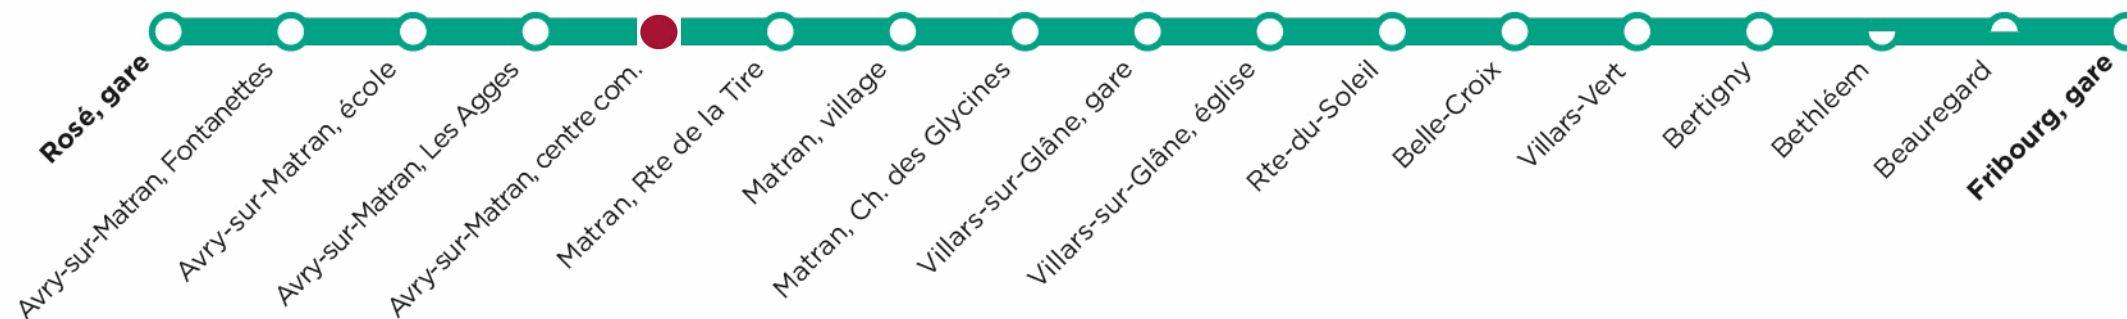 Rosé, gare
Avry-sur-Matran, Fontanettes
Avry-sur-Matran, école
Avry-sur-Matran, Les Agges
Avry-sur-Matran, centre com.
Matran, Rte de la Tire
Matran, village
Matran, Ch. des Glycines
Villars-sur-Glâne, gare
Villars-sur-Glâne, église
Rte-du-Soleil
Belle-Croix
Villars-Vert
Bertigny
Bethléem
Beauregard
Fribourg, gare